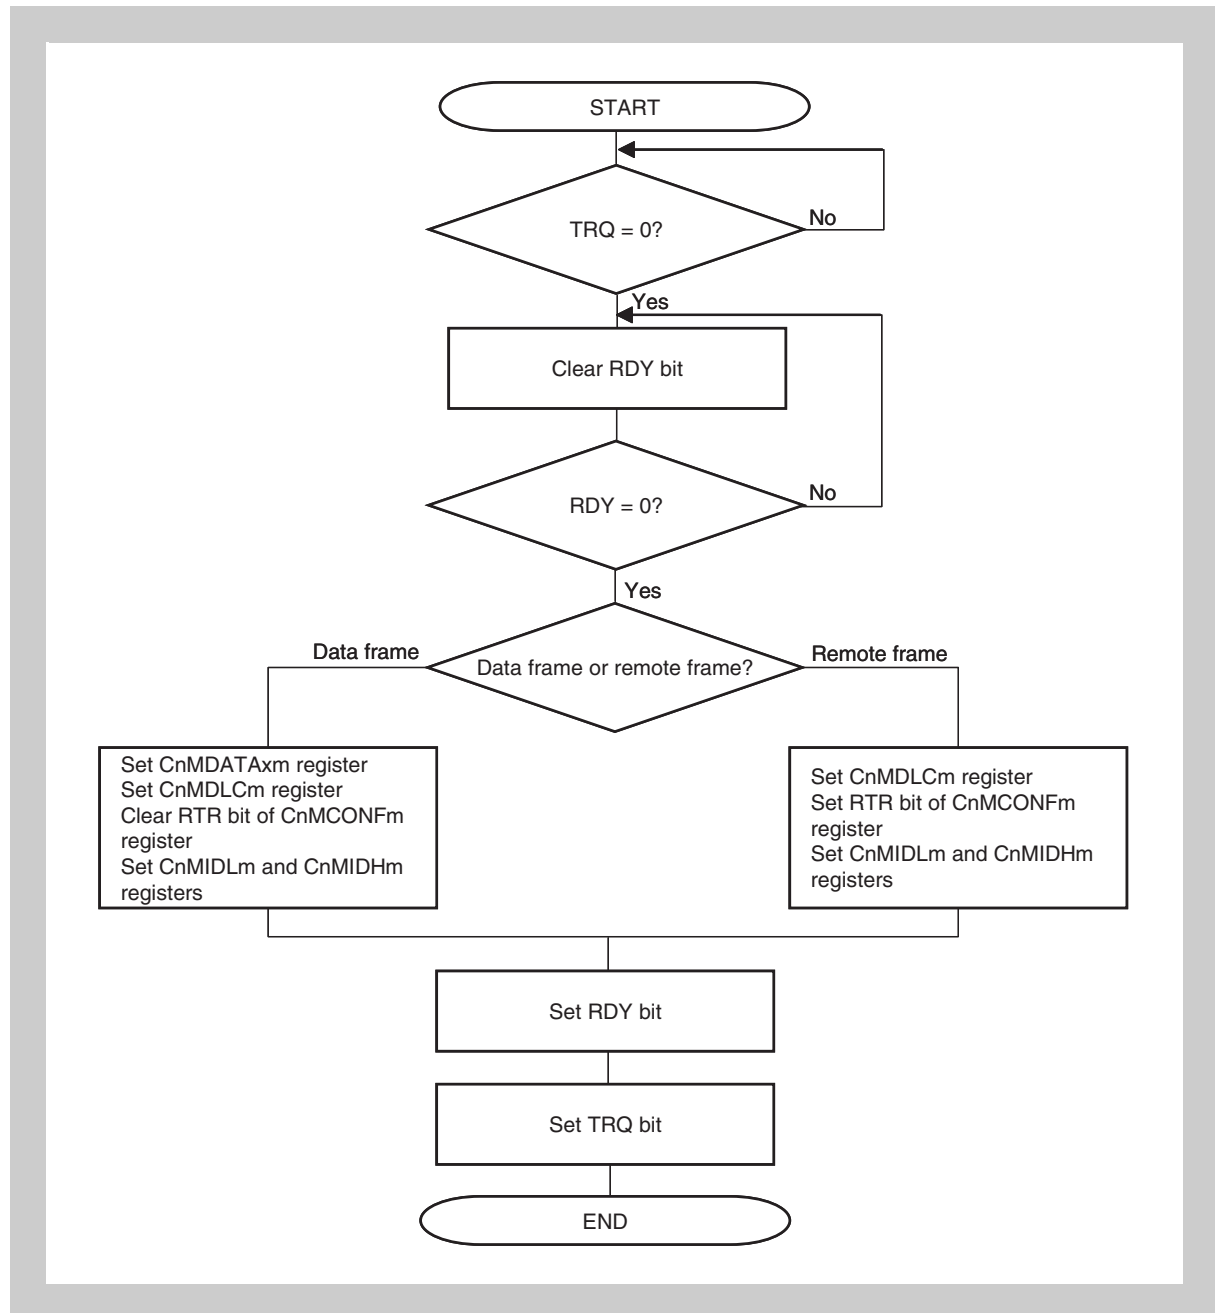 START
TRQ = 0?
No
Yes
Clear RDY bit
RDY = 0?
No
Yes
Data frame
Data frame or remote frame?
Remote frame
Set CnMDATAxm register
Set CnMDLCm register
Clear RTR bit of CnMCONFm
register
Set CnMIDLm and CnMIDHm
registers
Set CnMDLCm register
Set RTR bit of CnMCONFm
register
Set CnMIDLm and CnMIDHm
registers
Set RDY bit
Set TRQ bit
END